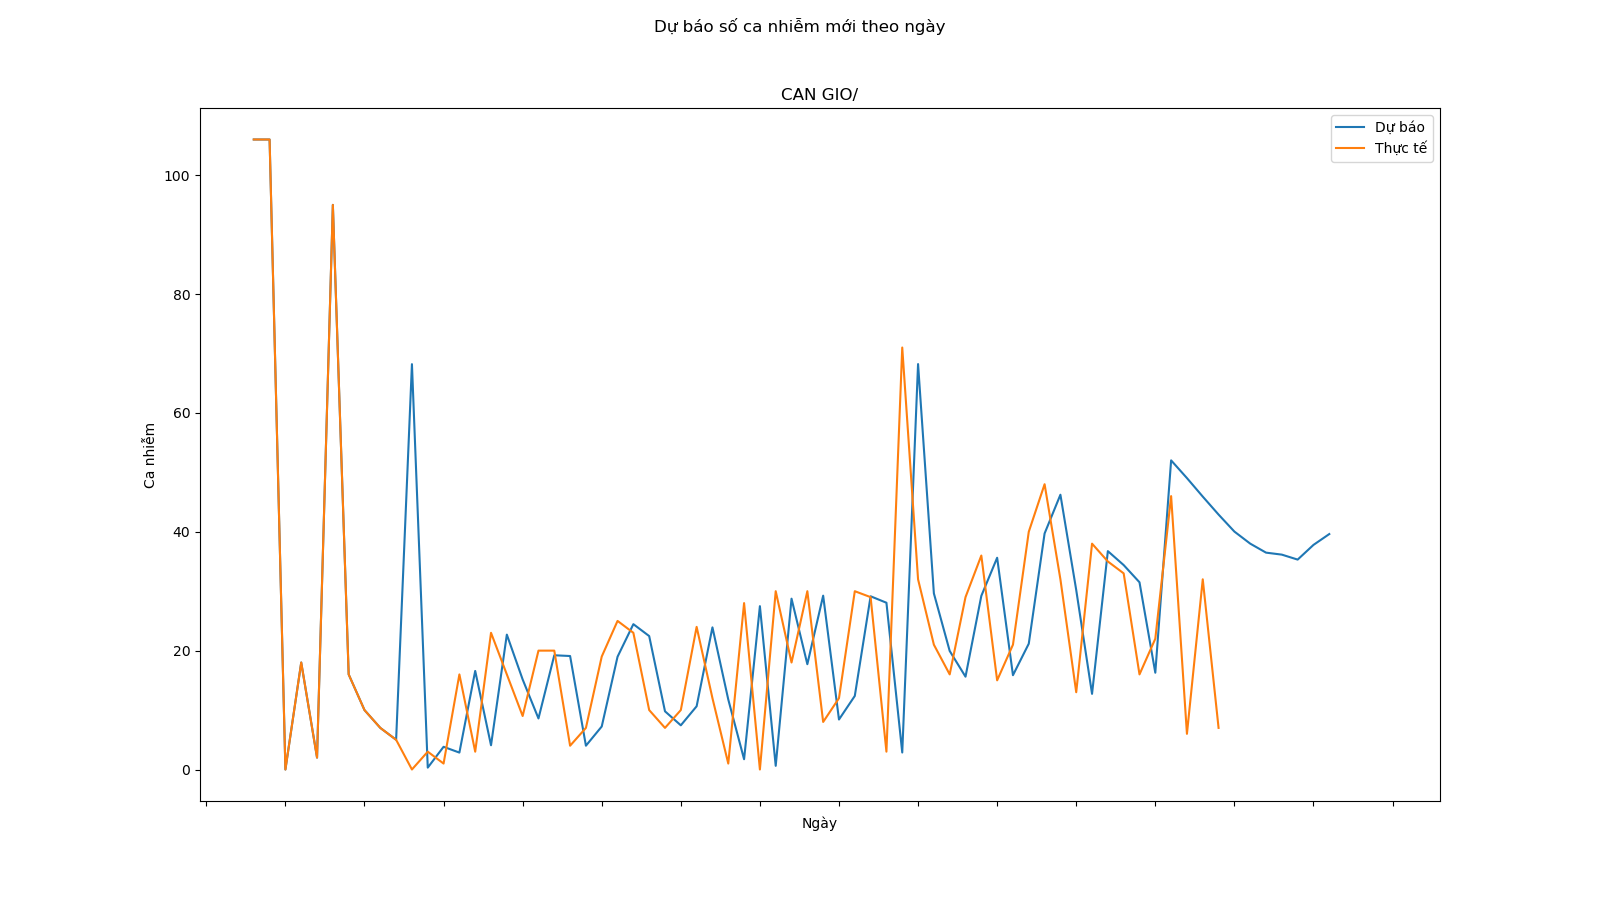 Dự báo số ca nhiễm mới theo ngày
CAN GIO/
Dự báo
Thực tế
100
80
60
40
20
0
Ca nhiễm
Ngày